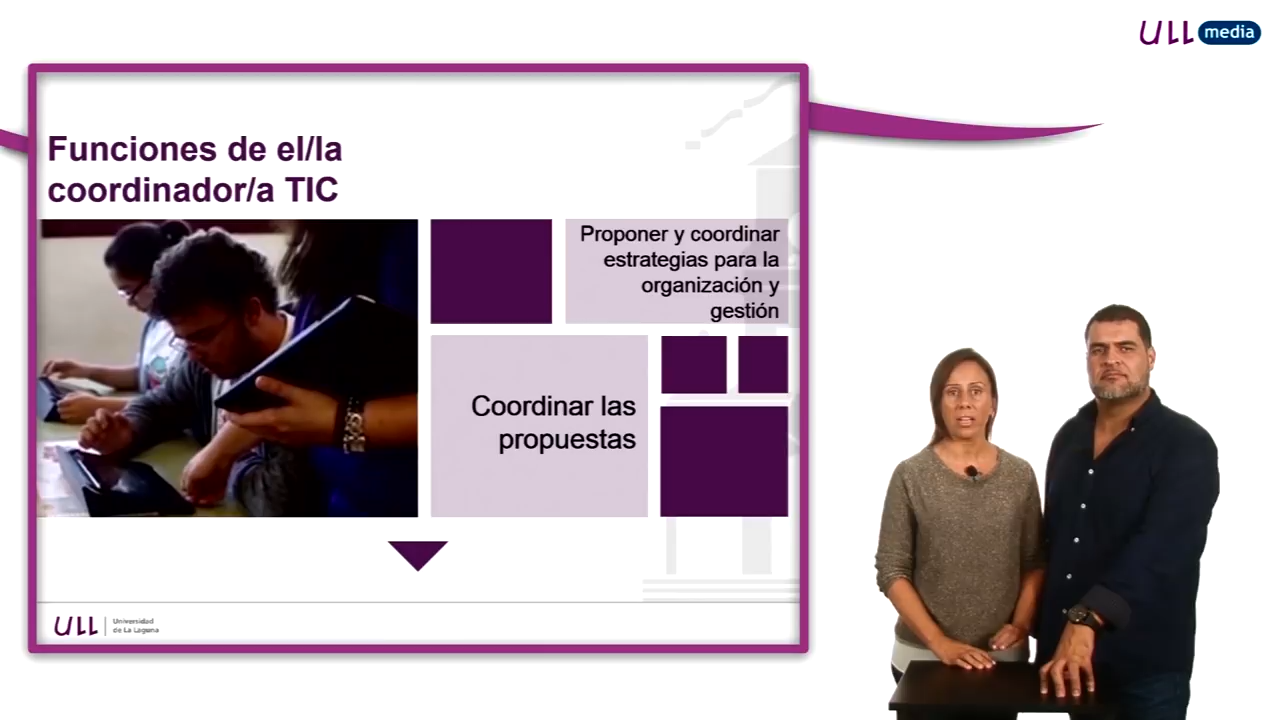 ULL media
Funciones de el/la
coordinador/a TIC
Proponer y coordinar
estrategias para la
organización y
gestión
Coordinar las
propuestas
ULL
Universidad
de La Laguna